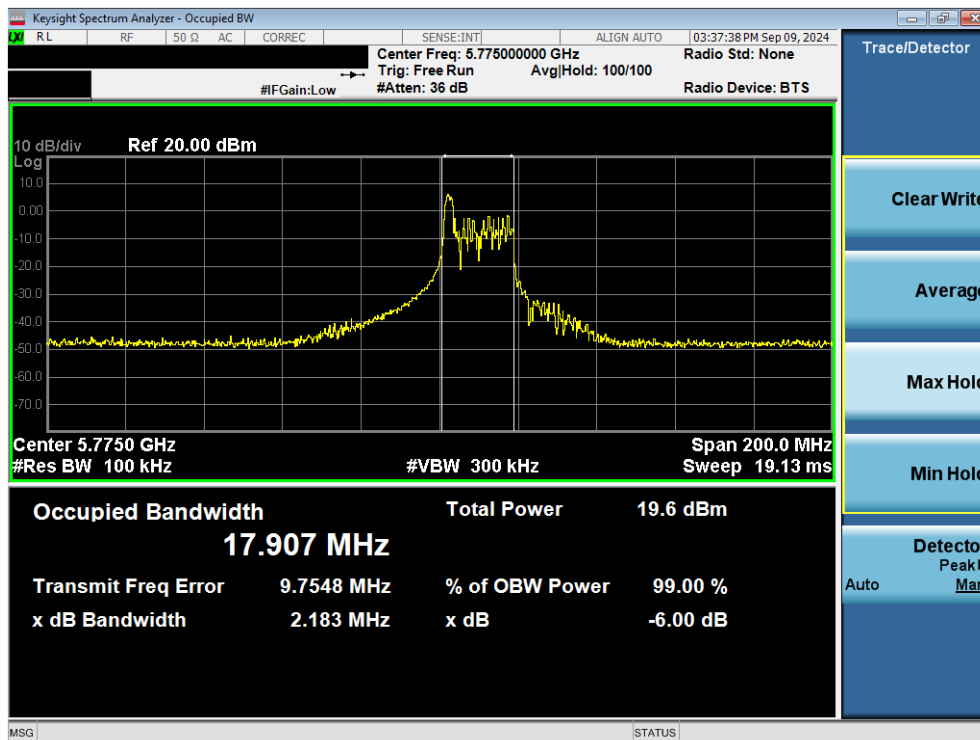 Keysight Spectrum Analyzer - Occupied BW
LXI RL RF 50 Ω AC CORREC SENSE:INT ALIGN AUTO 03:37:38 PM Sep 09, 2024
Center Freq: 5.775000000 GHz Radio Std: None
Trig: Free Run Avg|Hold: 100/100
#IFGain:Low #Atten: 36 dB Radio Device: BTS
10 dB/div Ref 20.00 dBm
Log
10.0
0.00
-10.0
-20.0
-30.0
-40.0
-50.0
-60.0
-70.0
Center 5.7750 GHz Span 200.0 MHz
#Res BW 100 kHz #VBW 300 kHz Sweep 19.13 ms
Occupied Bandwidth Total Power 19.6 dBm
17.907 MHz
Transmit Freq Error 9.7548 MHz % of OBW Power 99.00 %
x dB Bandwidth 2.183 MHz x dB -6.00 dB
MSG STATUS
Trace/Detector
Clear Write
Average
Max Hold
Min Hold
Detector
Peak
Auto Man